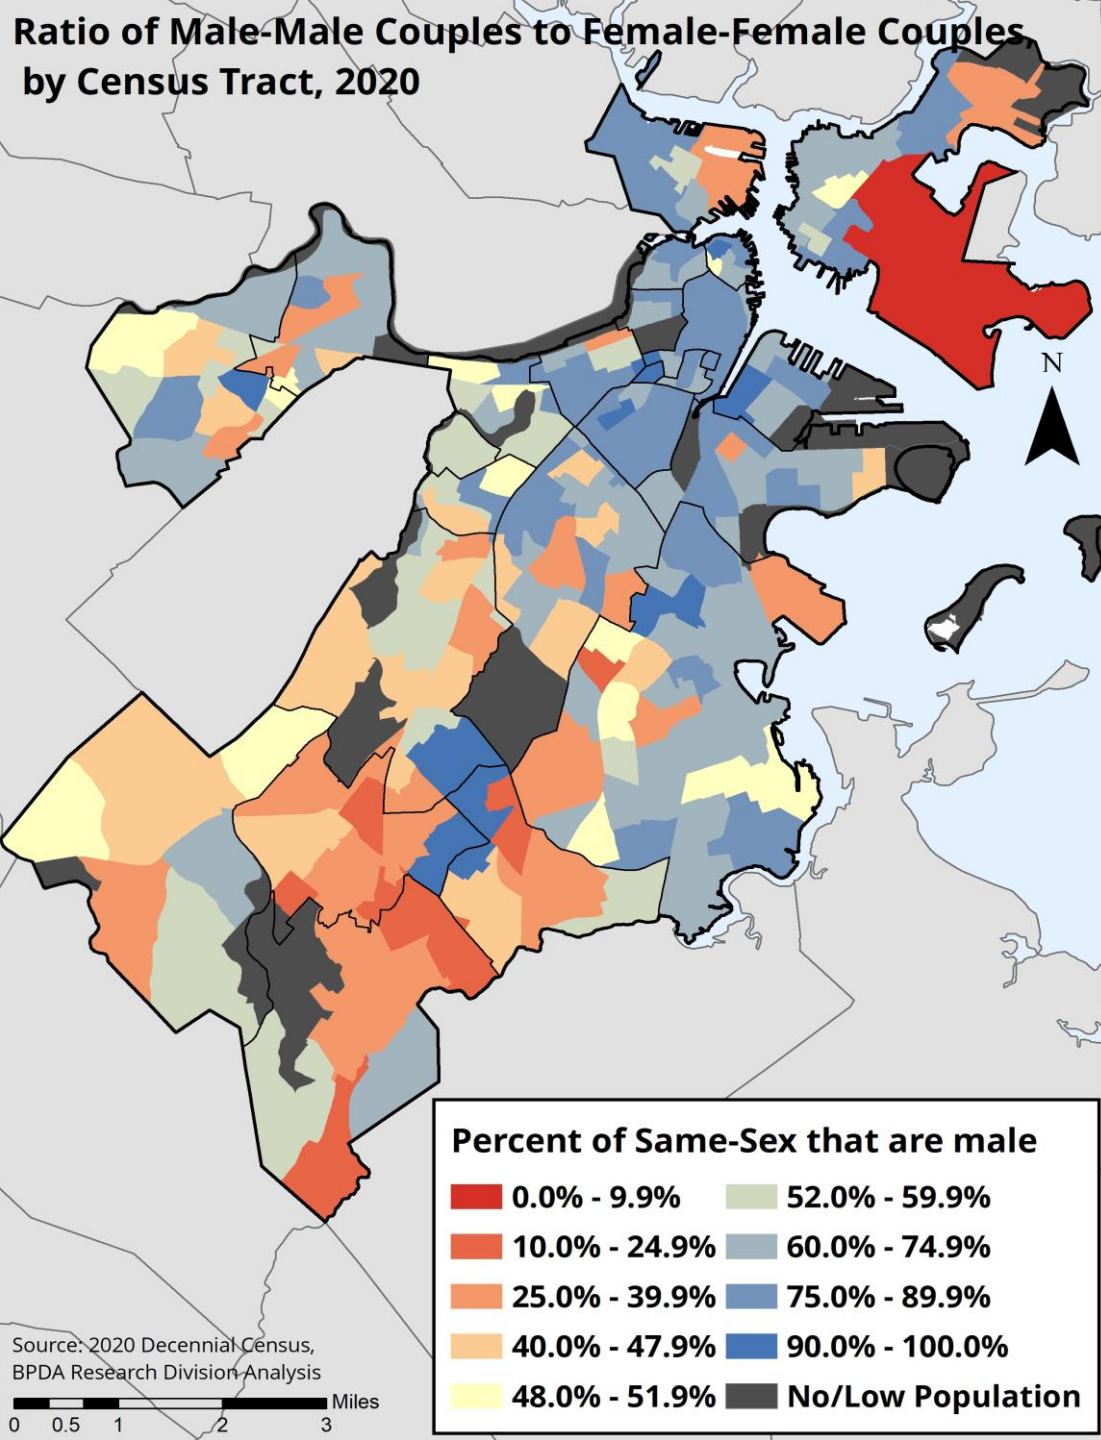 Ratio of Male-Male Couples to Female-Female Couples,
by Census Tract, 2020
N
Percent of Same-Sex that are male
0.0% - 9.9%
10.0% - 24.9%
25.0% - 39.9%
40.0% - 47.9%
48.0% - 51.9%
52.0% - 59.9%
60.0% - 74.9%
75.0% - 89.9%
90.0% - 100.0%
No/Low Population
Source: 2020 Decennial Census,
BPDA Research Division Analysis
Miles
0 0.5 1 2 3